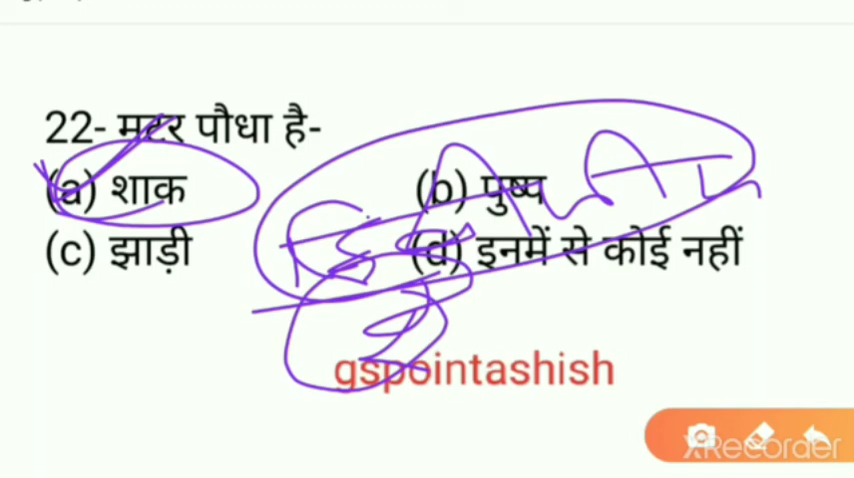 22- मटर पौधा है-
(a) शाक (b) पुष्प
(c) झाड़ी (d) इनमें से कोई नहीं
gspointashish
XRecorder